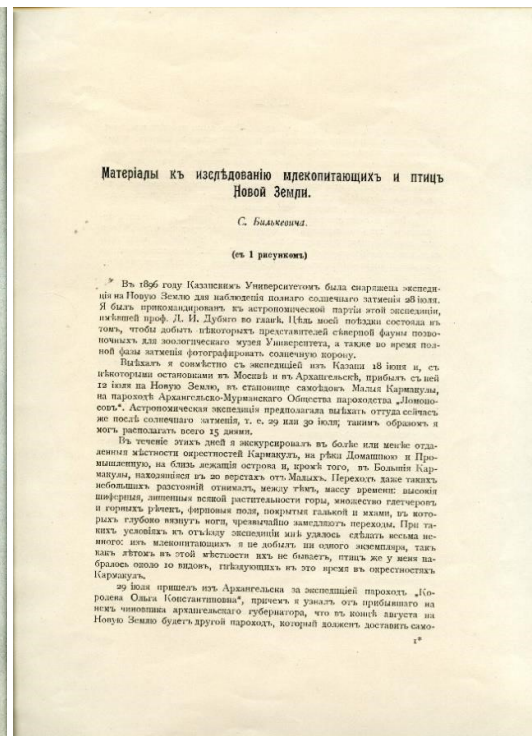 Матеріалы къ изслѣдованію млекопитающихъ и птицъ
Новой Земли.
С. Билькевича.
(съ 1 рисункомъ)
Въ 1896 году Казанскимъ Университетомъ была снаряжена экспеди-
ція на Новую Землю для наблюденія полнаго солнечнаго затменія 28 іюля.
Я былъ прикомандированъ къ астрономической партіи этой экспедиціи,
имѣвшей проф. Д. И. Дубяго во главѣ. Цѣль моей поѣздки состояла въ
томъ, чтобы добыть нѣкоторыхъ представителей сѣверной фауны позво-
ночныхъ для зоологическаго музея Университета, а также во время пол-
ной фазы затменія фотографировать солнечную корону.
Выѣхалъ я совмѣстно съ экспедиціей изъ Казани 18 іюня и, съ
нѣкоторыми остановками въ Москвѣ и въ Архангельскѣ, прибылъ съ ней
12 іюля на Новую Землю, въ становище самоѣдовъ Малыя Кармакулы,
на пароходѣ Архангельско-Мурманскаго Общества пароходства „Ломоно-
совъ“. Астрономическая экспедиція предполагала выѣхать оттуда сейчасъ
же послѣ солнечнаго затменія, т. е. 29 или 30 іюля; такимъ образомъ я
могъ располагать всего 15 днями.
Въ теченіе этихъ дней я экскурсировалъ въ болѣе или менѣе отда-
ленныя мѣстности окрестностей Кармакулъ, на рѣки Домашнюю и Про-
мышленную, на близь лежащія острова и, кромѣ того, въ Большія Кар-
макулы, находящіяся въ 20 верстахъ отъ Малыхъ. Переходъ даже такихъ
небольшихъ разстояній отнималъ, между тѣмъ, массу времени: высокія
шиферныя, лишенныя всякой растительности горы, множество глетчеровъ
и горныхъ рѣчекъ, фирновыя поля, покрытыя галькой и мхами, въ кото-
рыхъ глубоко вязнутъ ноги, чрезвычайно замедляютъ переходы. При та-
кихъ условіяхъ къ отъѣзду экспедиціи мнѣ удалось сдѣлать весьма не-
много: изъ млекопитающихъ я не добылъ ни одного экземпляра, такъ
какъ лѣтомъ въ этой мѣстности ихъ не бываетъ, птицъ же у меня на-
бралось около 10 видовъ, гнѣздующихъ въ это время въ окрестностяхъ
Кармакулъ.
29 іюля пришелъ изъ Архангельска за экспедиціей пароходъ „Ко-
ролева Ольга Константиновна“, причемъ я узналъ отъ прибывшаго на
немъ чиновника архангельскаго губернатора, что въ концѣ августа на
Новую Землю будетъ другой пароходъ, который долженъ доставить само-
1*